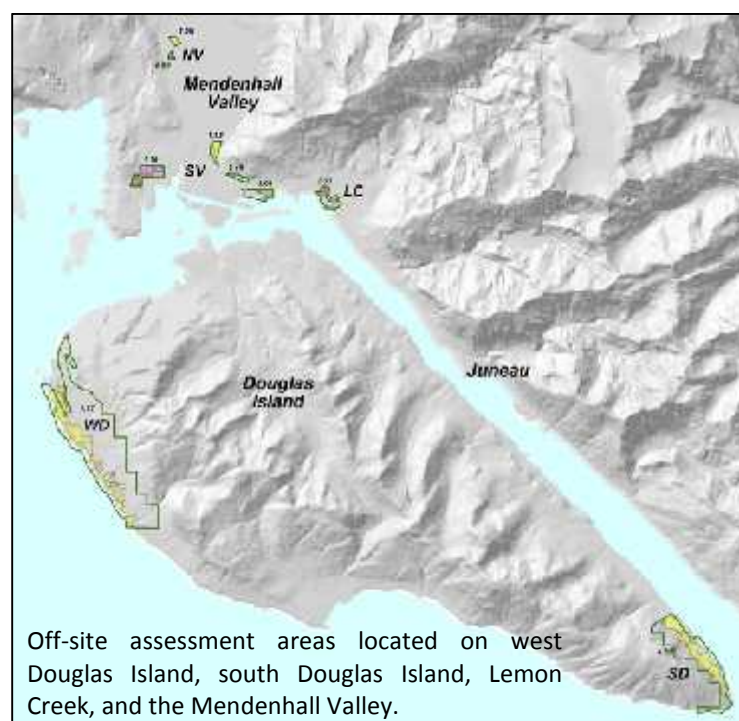 NV
Mendenhall
Valley
SV
LC
Douglas
Island
Juneau
WD
SD
Off-site assessment areas located on west
Douglas Island, south Douglas Island, Lemon
Creek, and the Mendenhall Valley.